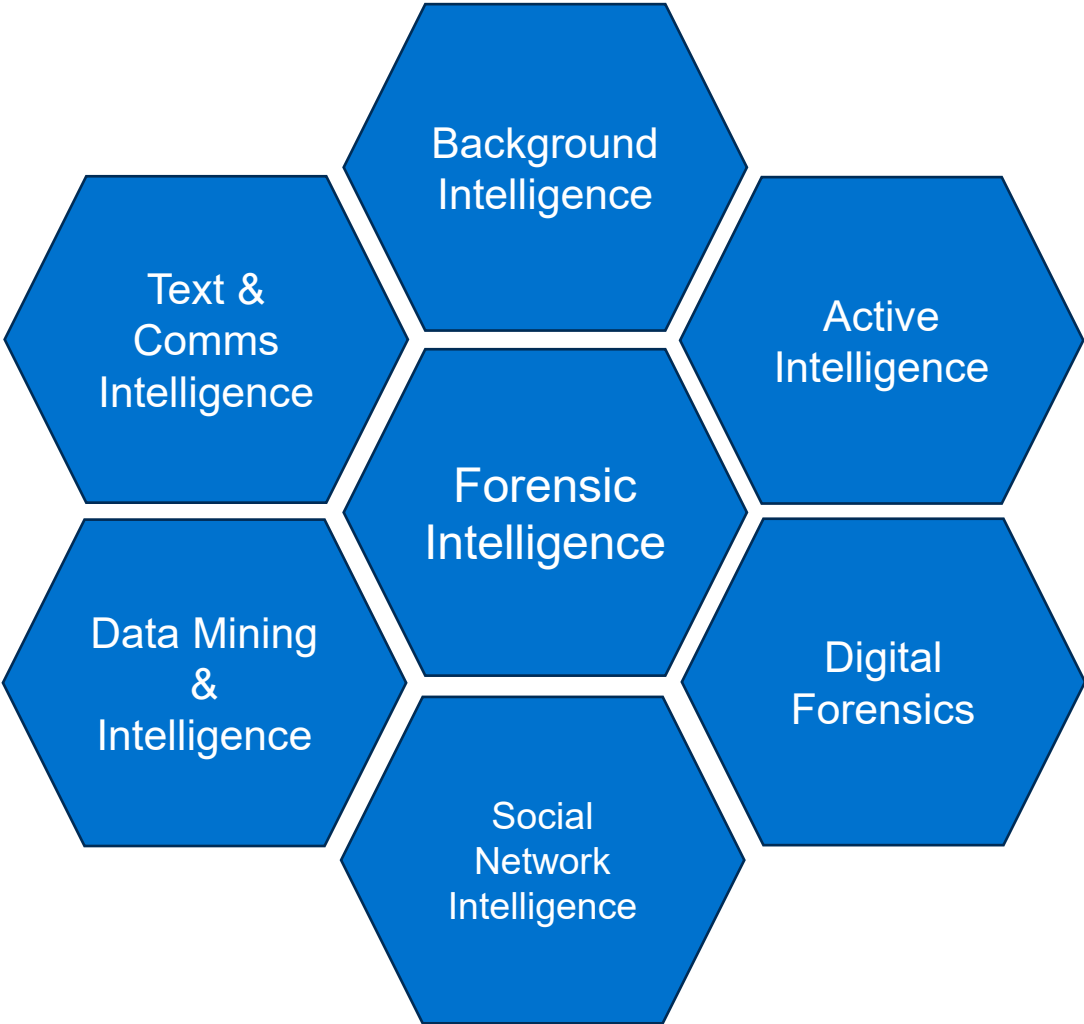 Background
Intelligence
Text &
Comms
Intelligence
Active
Intelligence
Forensic
Intelligence
Data Mining
&
Intelligence
Digital
Forensics
Social
Network
Intelligence